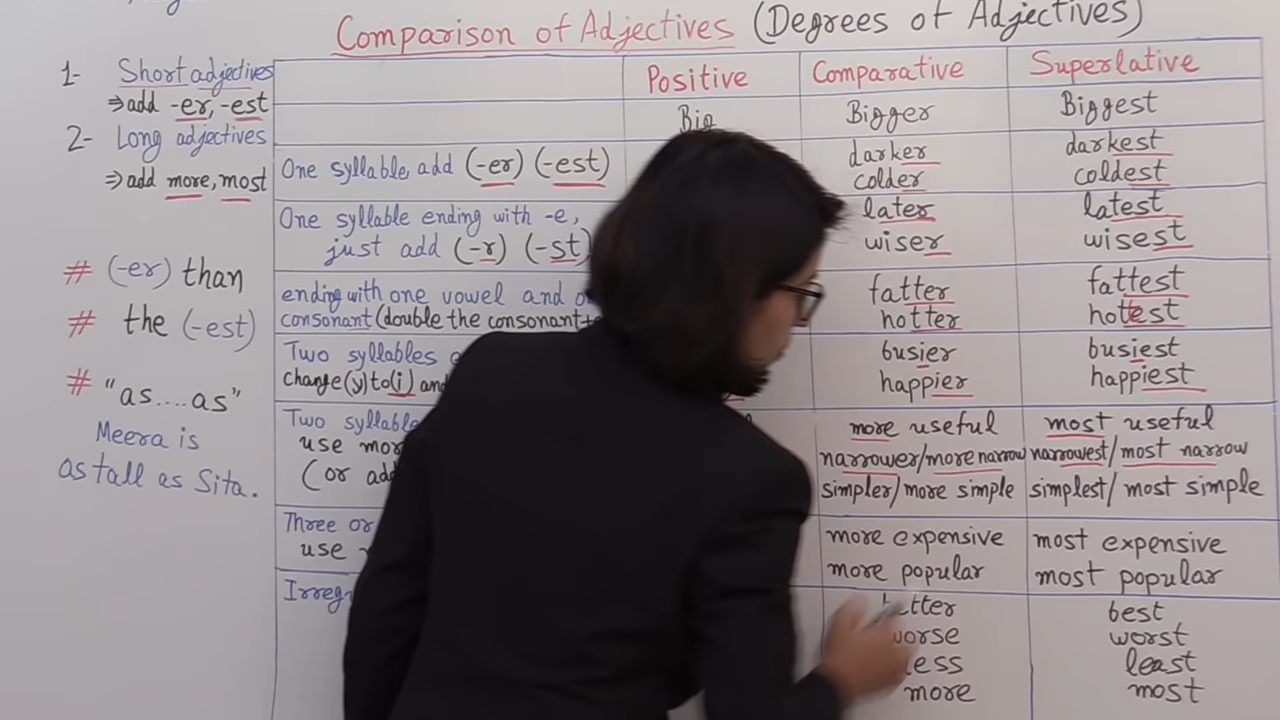 Comparison of Adjectives (Degrees of Adjectives)
1- Short adjectives
⇒ add -er, -est
2- Long adjectives
⇒ add more, most
# (-er) than
# the (-est)
# "as....as"
Meera is
as tall as Sita.
Positive Comparative Superlative
Big Bigger Biggest
One syllable add (-er) (-est)
darker darkest
colder coldest
One syllable ending with -e,
just add (-r) (-st)
later latest
wiser wisest
ending with one vowel and
consonant (double the consonant+
fatter fattest
hotter hottest
Two syllables
change (y) to (i) and
busier busiest
happier happiest
Two syllable
use more
(or add
more useful most useful
narrower/more narrow narrowest/most narrow
simpler/more simple simplest/most simple
Three or
use
more expensive most expensive
more popular most popular
better best
worse worst
less least
more most